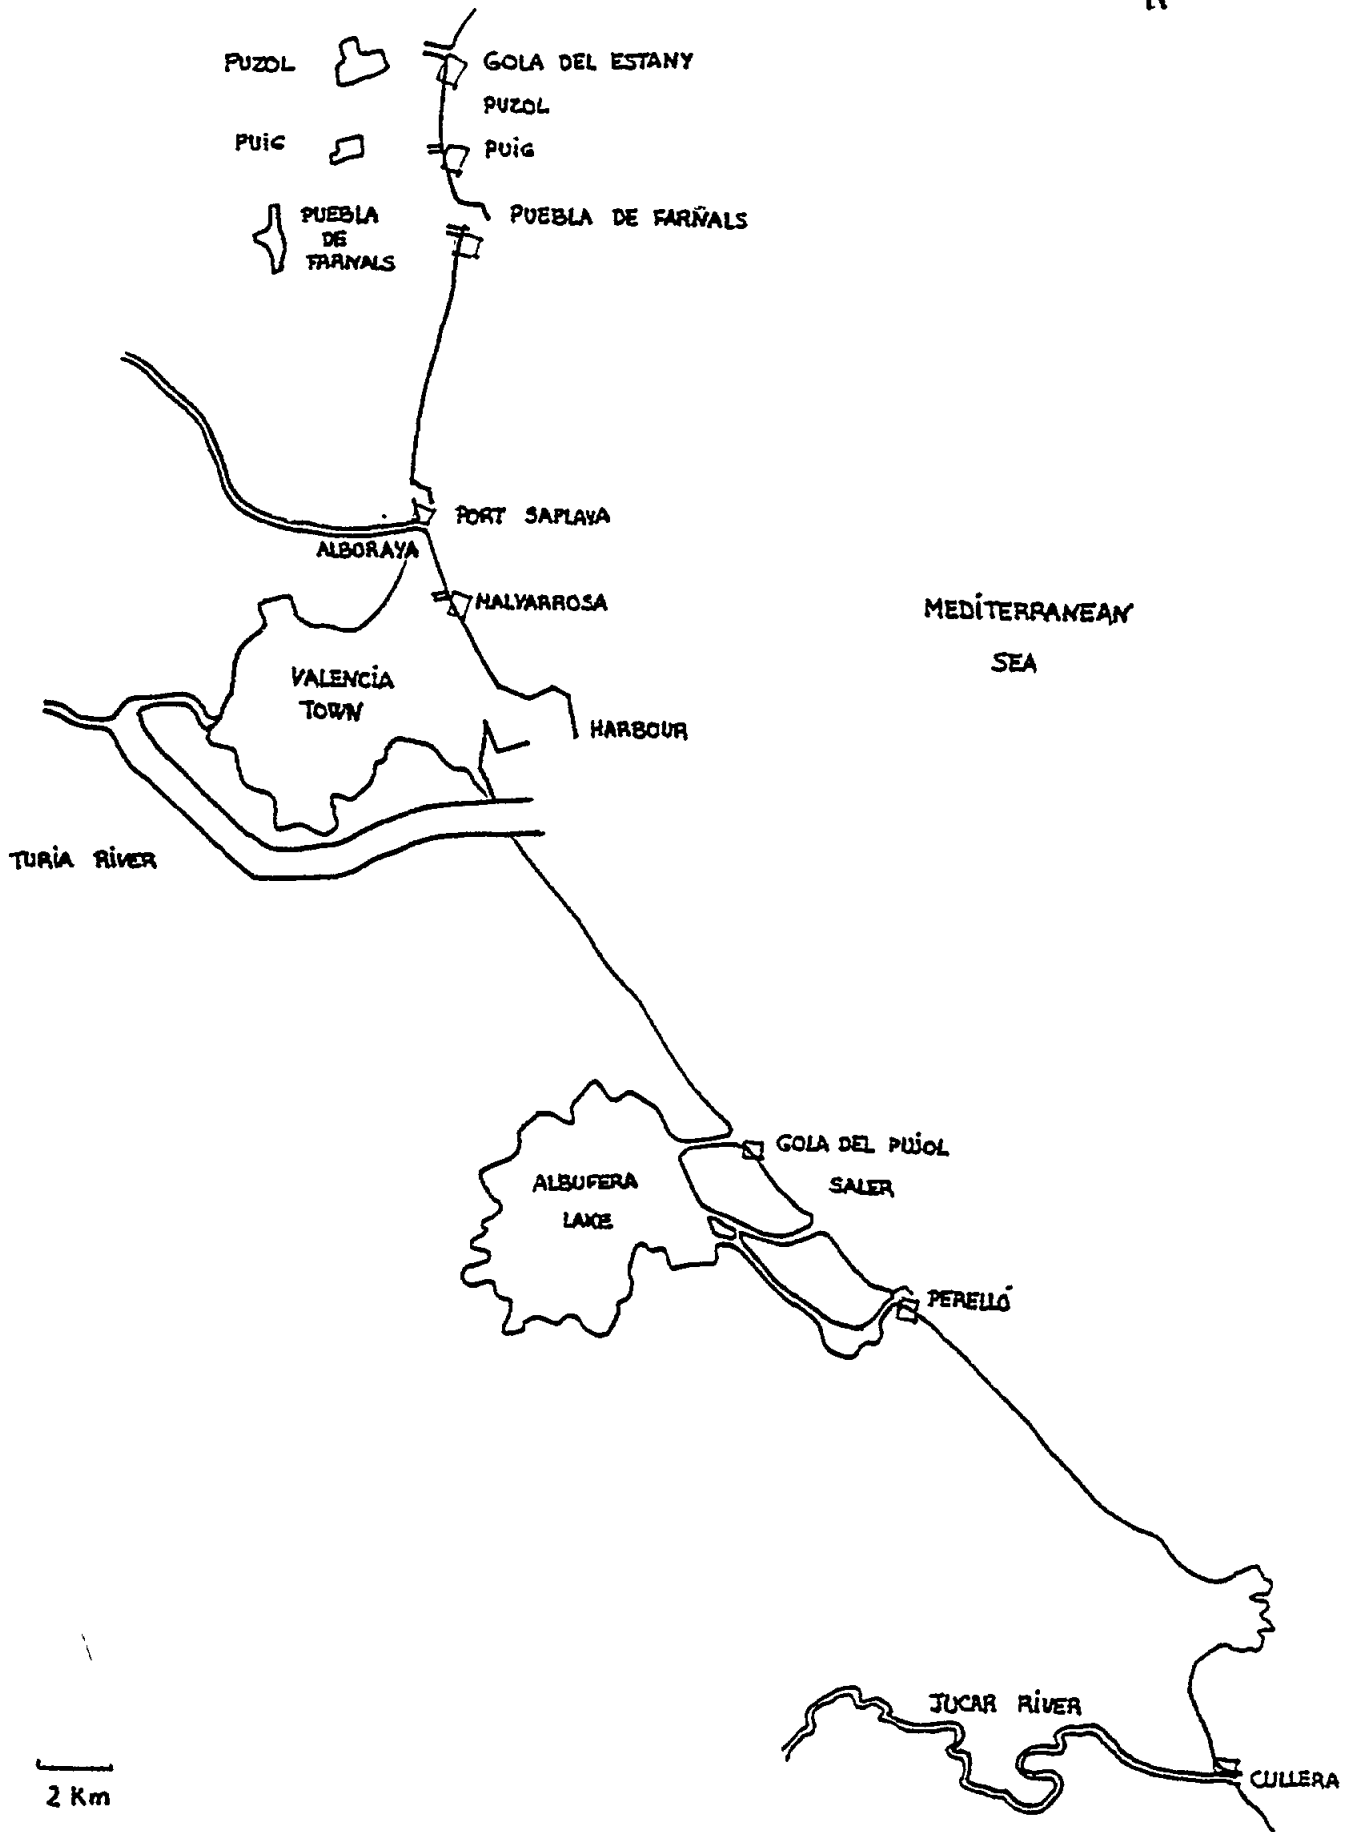 PUZOL
GOLA DEL ESTANY
PUZOL
PUiG
PUiG
PUEBLA
DE
FARNALS
PUEBLA DE FARÑALS
PORT SAPLAYA
ALBORAYA
MALVARROSA
MEDiTERRANEAN
SEA
VALENCiA
TOWN
HARBOUR
TURiA RiVER
GOLA DEL PUJOL
SALER
ALBUFERA
LAKE
PERELLÓ
JUCAR RiVER
CULLERA
2 Km